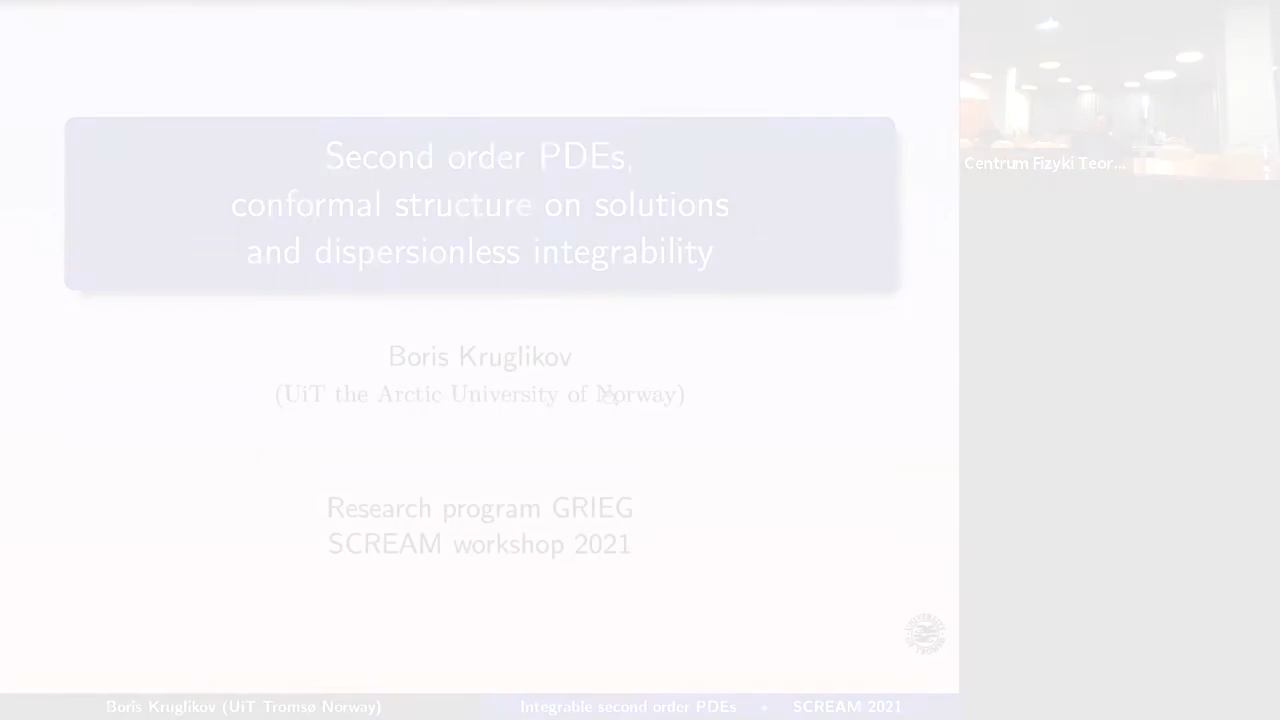 Second order PDEs,
conformal structure on solutions
and dispersionless integrability
Boris Kruglikov
(UiT the Arctic University of Norway)
Research program GRIEG
SCREAM workshop 2021
Boris Kruglikov (UiT Tromsø Norway)
Integrable second order PDEs • SCREAM 2021
Centrum Fizyki Teor...